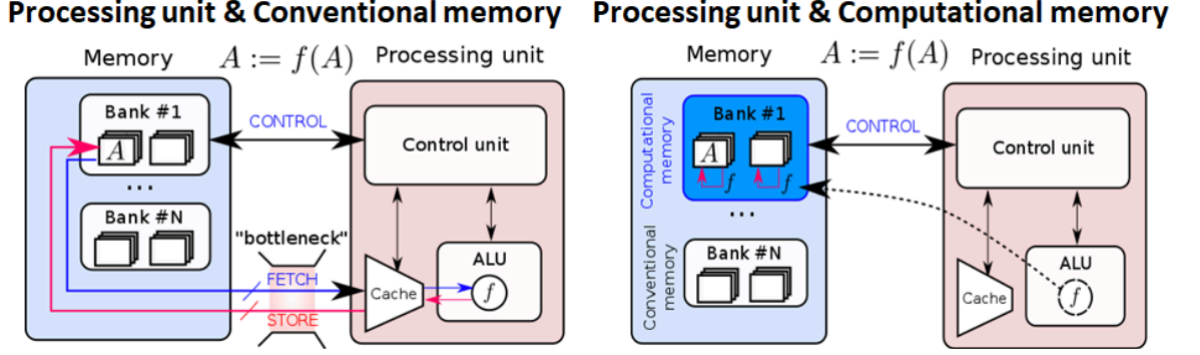 Processing unit & Conventional memory
Memory
A := f(A)
Processing unit
Bank #1
A
...
Bank #N
CONTROL
Control unit
"bottleneck"
FETCH
STORE
Cache
ALU
f
Processing unit & Computational memory
Memory
A := f(A)
Processing unit
Computational
memory
Bank #1
A
f
f
...
Conventional
memory
Bank #N
CONTROL
Control unit
Cache
ALU
f